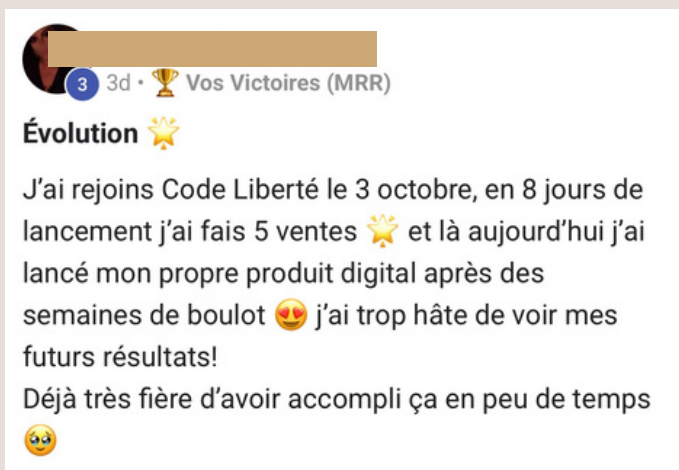 3
3d • 🏆 Vos Victoires (MRR)
Évolution 🌟
J’ai rejoins Code Liberté le 3 octobre, en 8 jours de
lancement j’ai fais 5 ventes 🌟 et là aujourd’hui j’ai
lancé mon propre produit digital après des
semaines de boulot 😍 j’ai trop hâte de voir mes
futurs résultats!
Déjà très fière d’avoir accompli ça en peu de temps
🥹